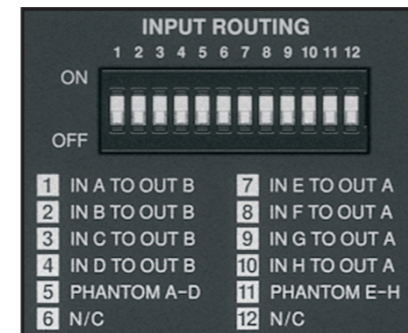 INPUT ROUTING
1 2 3 4 5 6 7 8 9 10 11 12
ON
OFF
1 IN A TO OUT B
2 IN B TO OUT B
3 IN C TO OUT B
4 IN D TO OUT B
5 PHANTOM A-D
6 N/C
7 IN E TO OUT A
8 IN F TO OUT A
9 IN G TO OUT A
10 IN H TO OUT A
11 PHANTOM E-H
12 N/C